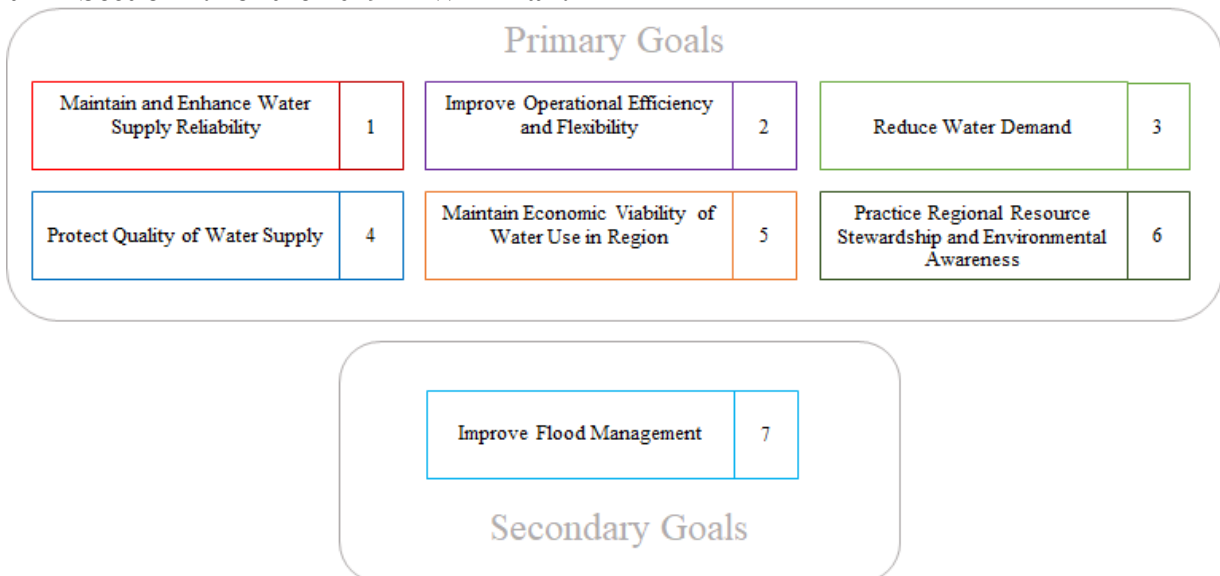 Primary Goals
Maintain and Enhance Water
Supply Reliability
1
Improve Operational Efficiency
and Flexibility
2
Reduce Water Demand
3
Protect Quality of Water Supply
4
Maintain Economic Viability of
Water Use in Region
5
Practice Regional Resource
Stewardship and Environmental
Awareness
6
Improve Flood Management
7
Secondary Goals